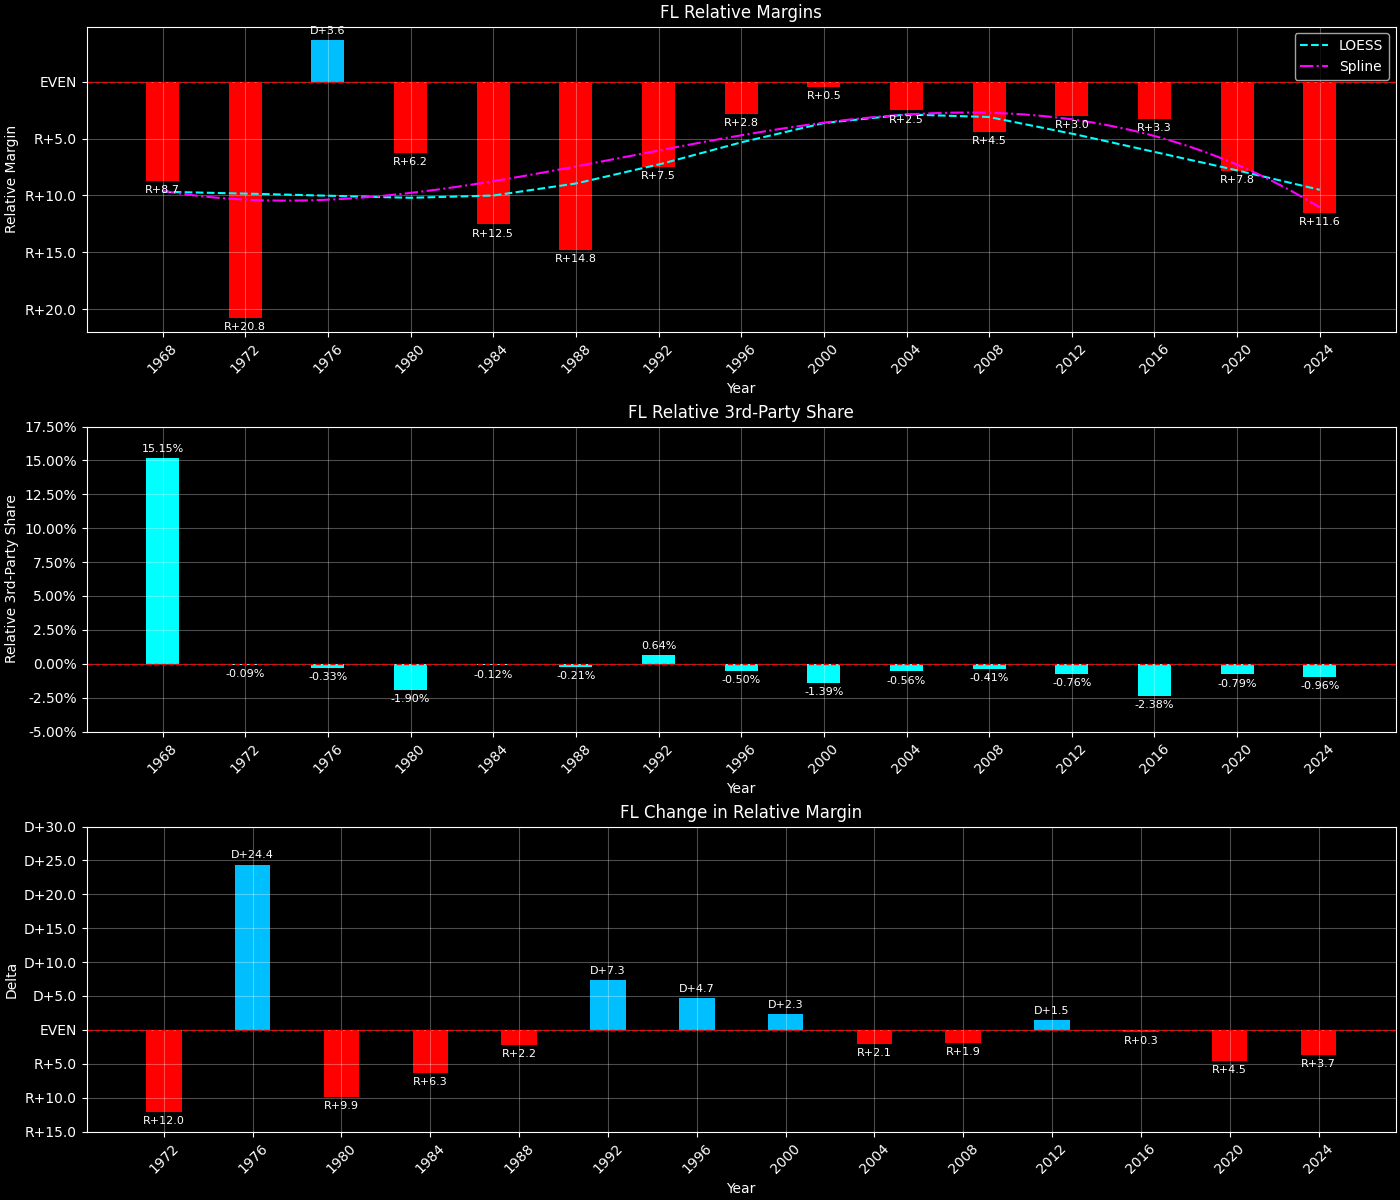 FL Relative Margins
D+3.6
LOESS
Spline
EVEN
R+0.5
R+2.8
R+2.5
R+3.0
R+3.3
R+5.0
R+4.5
R+6.2
R+7.5
R+7.8
R+8.7
R+10.0
R+12.5
R+11.6
R+15.0
R+14.8
R+20.0
R+20.8
Relative Margin
1968 1972 1976 1980 1984 1988 1992 1996 2000 2004 2008 2012 2016 2020 2024
Year
FL Relative 3rd-Party Share
17.50%
15.15%
15.00%
12.50%
10.00%
7.50%
5.00%
2.50%
0.64%
0.00%
-0.09% -0.33% -1.90% -0.12% -0.21% -0.50% -1.39% -0.56% -0.41% -0.76% -2.38% -0.79% -0.96%
-2.50%
-5.00%
Relative 3rd-Party Share
1968 1972 1976 1980 1984 1988 1992 1996 2000 2004 2008 2012 2016 2020 2024
Year
FL Change in Relative Margin
D+30.0
D+25.0
D+24.4
D+20.0
D+15.0
D+10.0
D+7.3
D+5.0
D+4.7
D+2.3
D+1.5
EVEN
R+0.3
R+2.2
R+2.1
R+1.9
R+5.0
R+4.5
R+3.7
R+6.3
R+10.0
R+9.9
R+12.0
R+15.0
Delta
1972 1976 1980 1984 1988 1992 1996 2000 2004 2008 2012 2016 2020 2024
Year